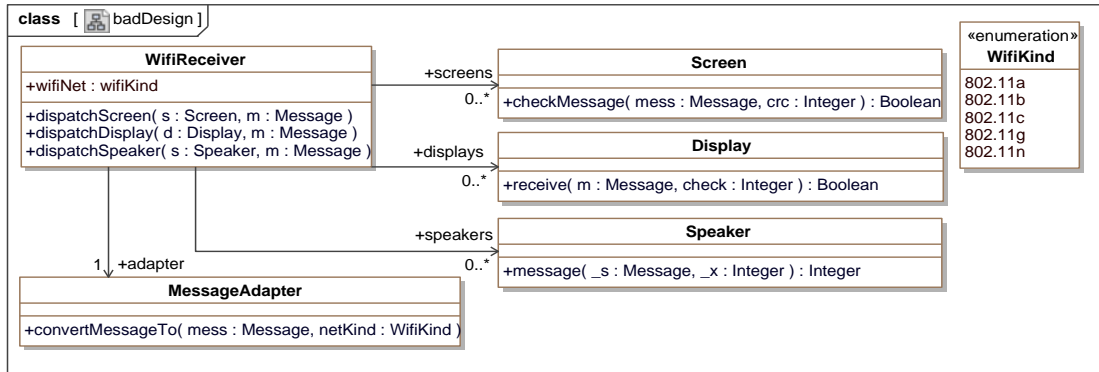 class [ badDesign ]
WifiReceiver
+wifiNet : wifiKind
+dispatchScreen( s : Screen, m : Message )
+dispatchDisplay( d : Display, m : Message )
+dispatchSpeaker( s : Speaker, m : Message )
+screens
0..*
Screen
+checkMessage( mess : Message, crc : Integer ) : Boolean
«enumeration»
WifiKind
802.11a
802.11b
802.11c
802.11g
802.11n
+displays
0..*
Display
+receive( m : Message, check : Integer ) : Boolean
+speakers
0..*
Speaker
+message( _s : Message, _x : Integer ) : Integer
1 +adapter
MessageAdapter
+convertMessageTo( mess : Message, netKind : WifiKind )